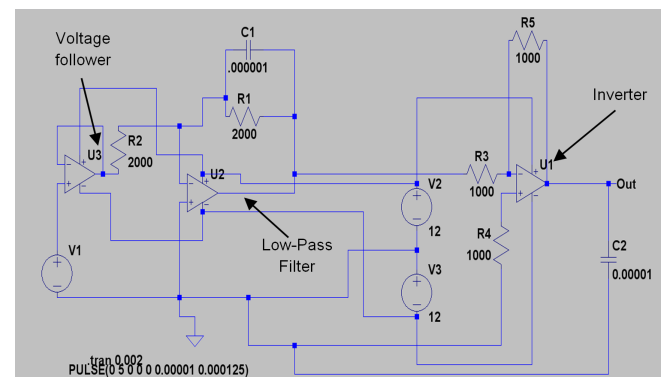 Voltage
follower
C1
.000001
R1
2000
R2
2000
U3
U2
Low-Pass
Filter
V1
V2
12
V3
12
R3
1000
R4
1000
R5
1000
U1
Inverter
Out
C2
0.00001
.tran 0.002
PULSE(0 5 0 0 0 0.00001 0.000125)